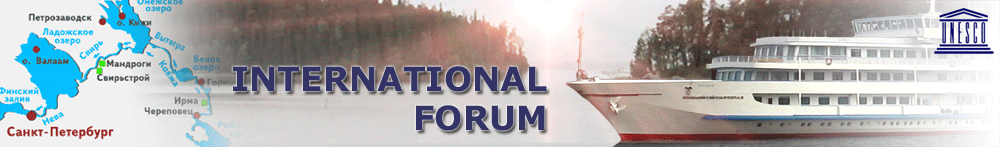 Онежское
озеро
Петрозаводск
о. Кижи
Ладожское
озеро
Вытегра
Свирь
о. Валаам
Мандроги
Свирьстрой
Ковжа
Белое
озеро
Финский
залив
Ирма
Череповец
Нева
Санкт-Петербург
INTERNATIONAL
FORUM
UNESCO